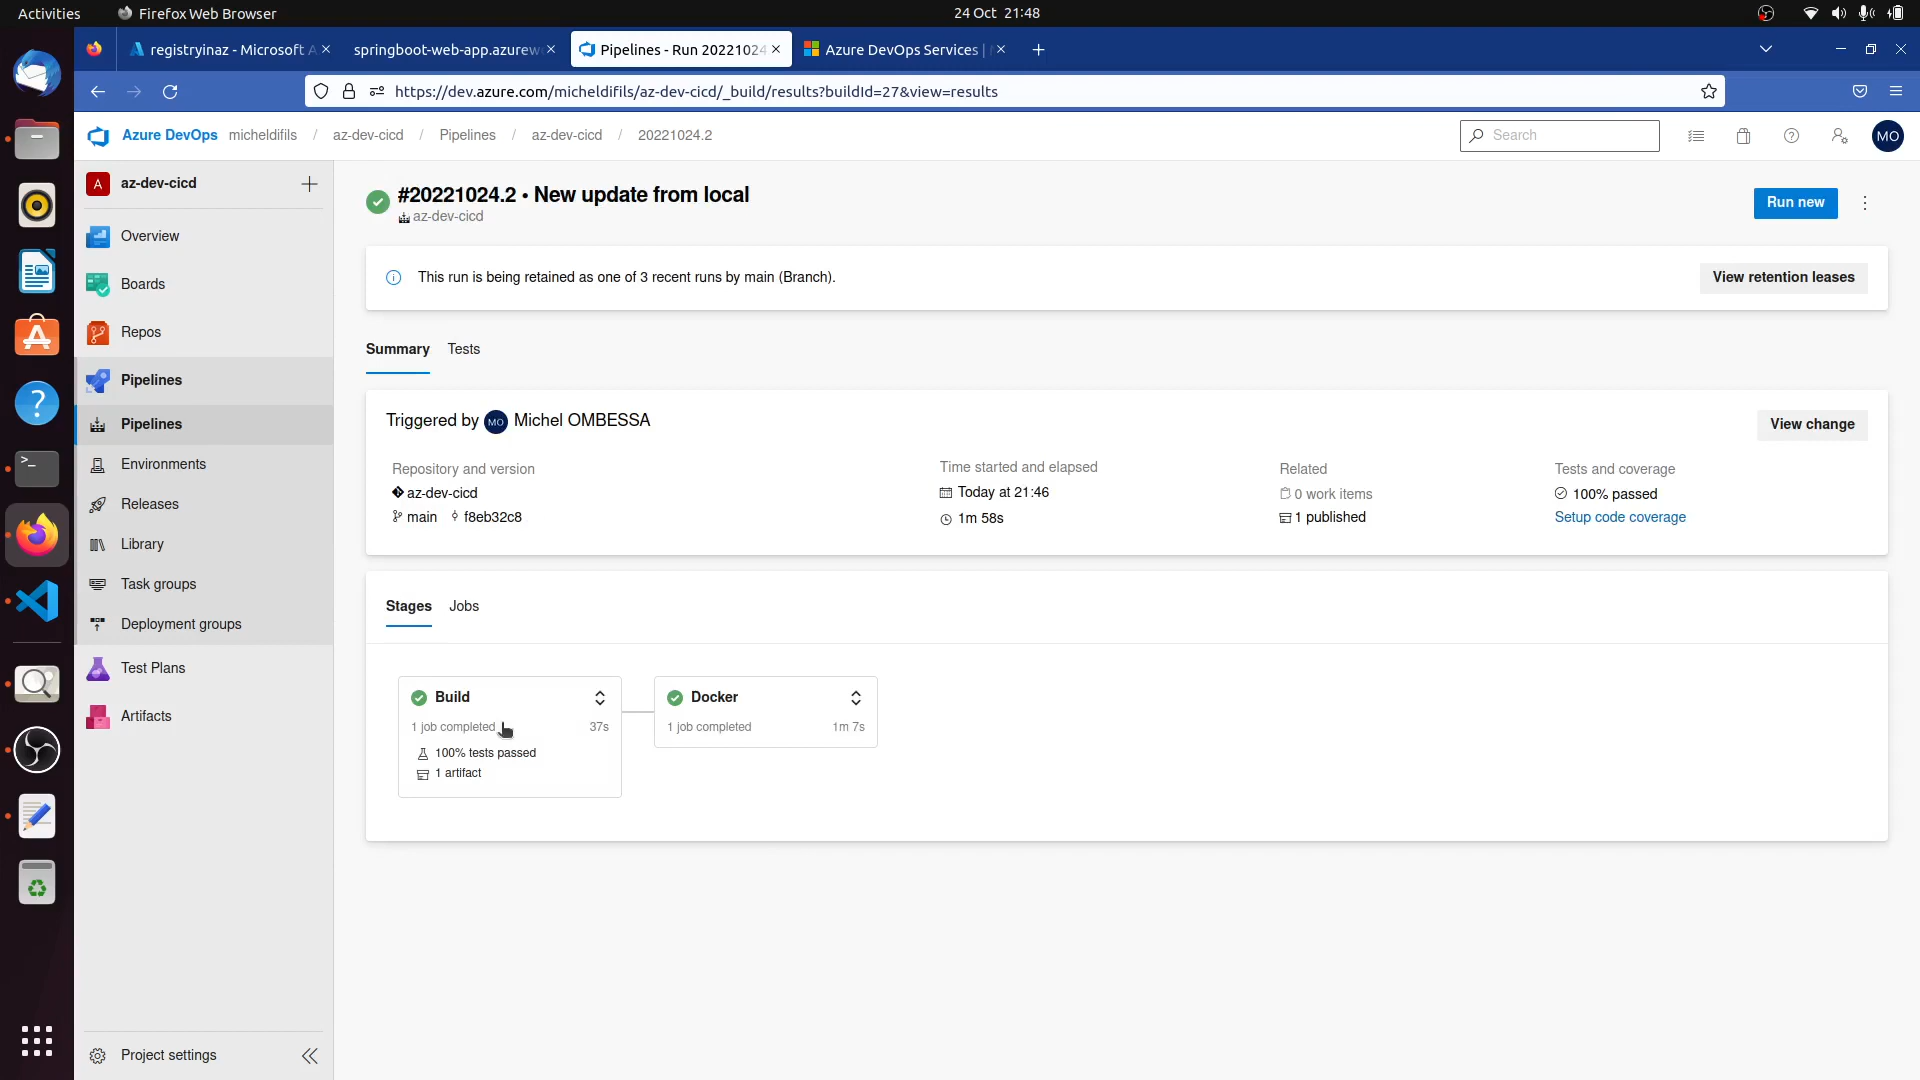 Activities
Firefox Web Browser
24 Oct 21:48
registryinaz - Microsoft A
springboot-web-app.azurew
Pipelines - Run 20221024
Azure DevOps Services |
https://dev.azure.com/micheldifils/az-dev-cicd/_build/results?buildId=27&view=results
Azure DevOps
micheldifils / az-dev-cicd / Pipelines / az-dev-cicd / 20221024.2
Search
MO
A
az-dev-cicd
Overview
Boards
Repos
Pipelines
Pipelines
Environments
Releases
Library
Task groups
Deployment groups
Test Plans
Artifacts
Project settings
#20221024.2 • New update from local
az-dev-cicd
Run new
This run is being retained as one of 3 recent runs by main (Branch).
View retention leases
Summary
Tests
Triggered by MO Michel OMBESSA
View change
Repository and version
az-dev-cicd
main f8eb32c8
Time started and elapsed
Today at 21:46
1m 58s
Related
0 work items
1 published
Tests and coverage
100% passed
Setup code coverage
Stages
Jobs
Build
1 job completed 37s
100% tests passed
1 artifact
Docker
1 job completed 1m 7s